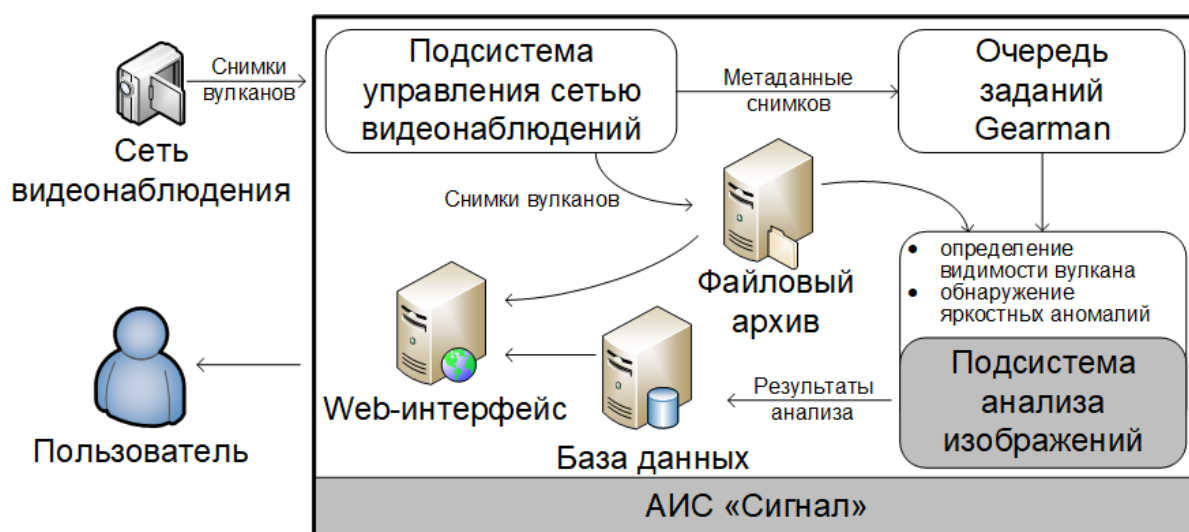 Снимки
вулканов
Сеть
видеонаблюдения
Подсистема
управления сетью
видеонаблюдений
Метаданные
снимков
Очередь
заданий
Gearman
Снимки вулканов
Файловый
архив
• определение
видимости вулкана
• обнаружение
яркостных аномалий
Подсистема
анализа
изображений
Результаты
анализа
База данных
Web-интерфейс
Пользователь
АИС «Сигнал»